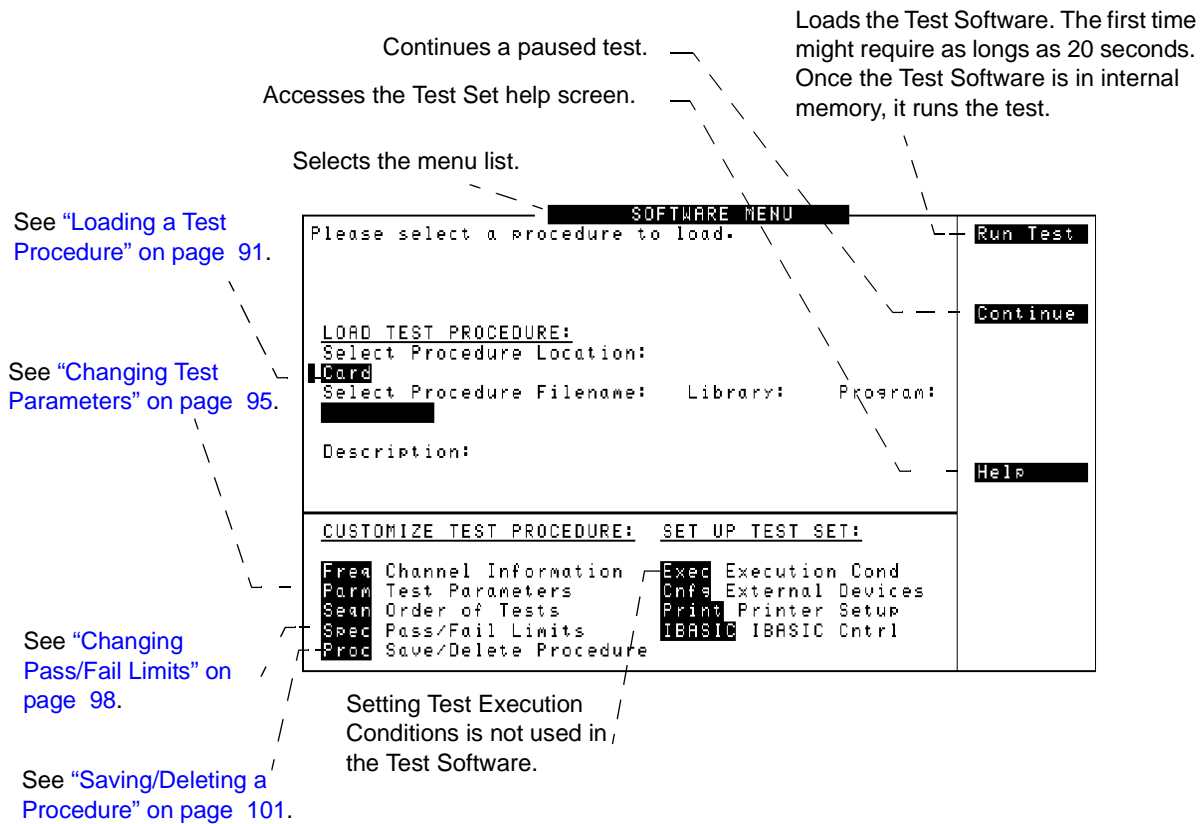 Loads the Test Software. The first time
might require as longs as 20 seconds.
Once the Test Software is in internal
memory, it runs the test.
Continues a paused test.
Accesses the Test Set help screen.
Selects the menu list.
See “Loading a Test
Procedure” on page 91.
See “Changing Test
Parameters” on page 95.
See “Changing
Pass/Fail Limits” on
page 98.
See “Saving/Deleting a
Procedure” on page 101.
SOFTWARE MENU
Please select a procedure to load.
LOAD TEST PROCEDURE:
Select Procedure Location:
Card
Select Procedure Filename: Library: Program:
Description:
CUSTOMIZE TEST PROCEDURE:
Freq Channel Information
Parm Test Parameters
Seqn Order of Tests
Spec Pass/Fail Limits
Proc Save/Delete Procedure
SET UP TEST SET:
Exec Execution Cond
Cnfg External Devices
Print Printer Setup
IBASIC IBASIC Cntrl
Run Test
Continue
Help
Setting Test Execution
Conditions is not used in
the Test Software.